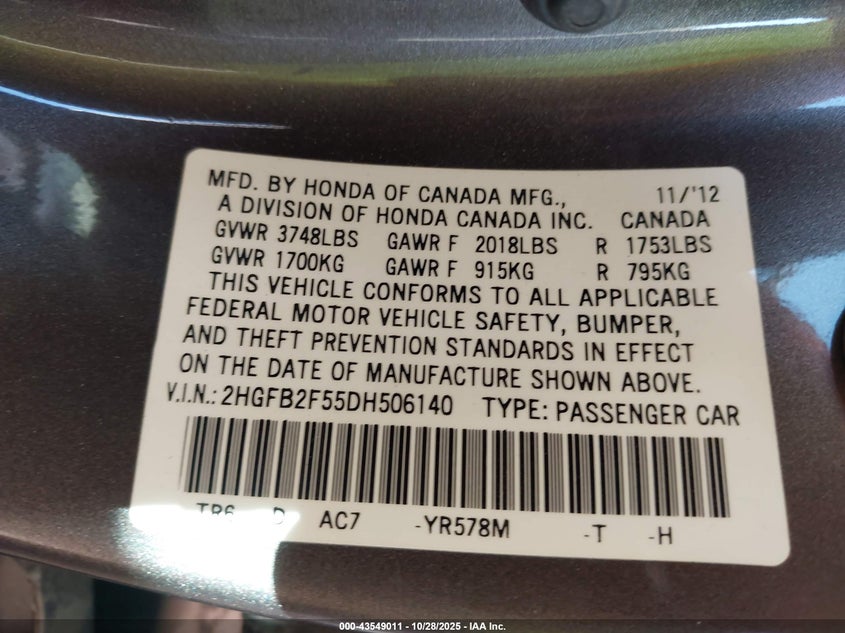 MFD. BY HONDA OF CANADA MFG., 11/'12
A DIVISION OF HONDA CANADA INC. CANADA
GVWR 3748LBS GAWR F 2018LBS R 1753LBS
GVWR 1700KG GAWR F 915KG R 795KG
THIS VEHICLE CONFORMS TO ALL APPLICABLE
FEDERAL MOTOR VEHICLE SAFETY, BUMPER,
AND THEFT PREVENTION STANDARDS IN EFFECT
ON THE DATE OF MANUFACTURE SHOWN ABOVE.
V.I.N.: 2HGFB2F55DH506140 TYPE: PASSENGER CAR
TR6 D AC7 -YR578M -T -H
000-43549011 - 10/28/2025 - IAA Inc.